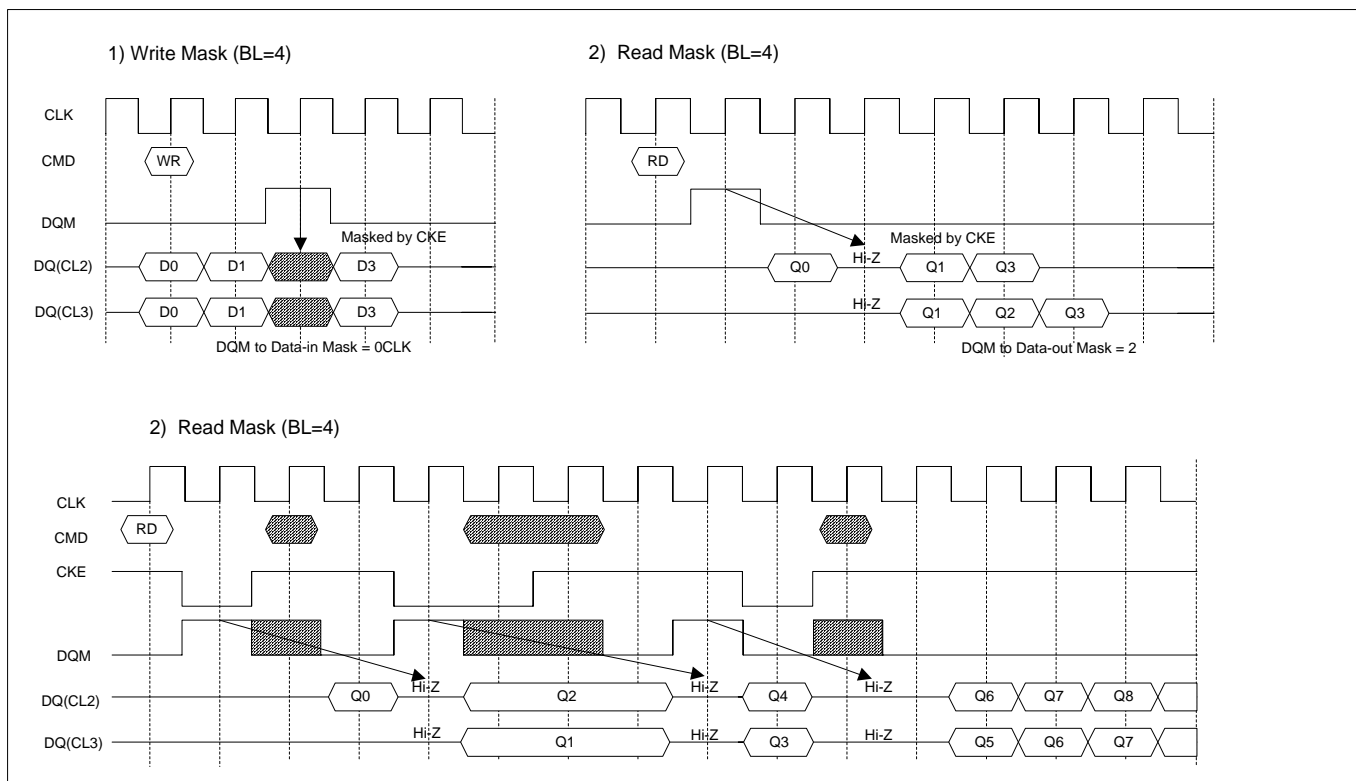 1) Write Mask (BL=4)
CLK
CMD
WR
DQM
Masked by CKE
DQ(CL2)
D0 D1 D3
DQ(CL3)
D0 D1 D3
DQM to Data-in Mask = 0CLK
2) Read Mask (BL=4)
RD
Masked by CKE
Hi-Z
Q0 Q1 Q3
Hi-Z
Q1 Q2 Q3
DQM to Data-out Mask = 2
2) Read Mask (BL=4)
CLK
RD
CMD
CKE
DQM
Hi-Z Hi-Z Hi-Z
DQ(CL2) Q0 Q2 Q4 Q6 Q7 Q8
DQ(CL3) Hi-Z Q1 Hi-Z Q3 Hi-Z Q5 Q6 Q7